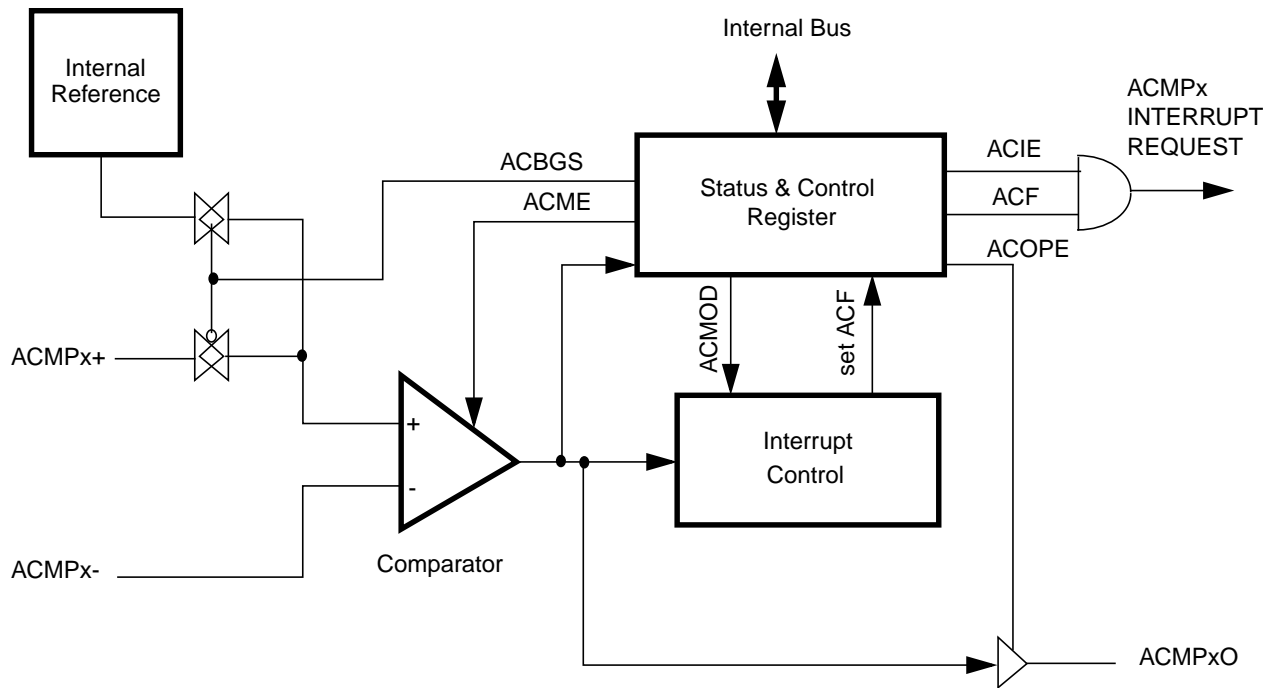 Internal Bus
Internal
Reference
ACMPx
INTERRUPT
REQUEST
ACBGS
ACME
Status & Control
Register
ACIE
ACF
ACOPE
ACMOD
set ACF
ACMPx+
+
-
Interrupt
Control
Comparator
ACMPx-
ACMPxO